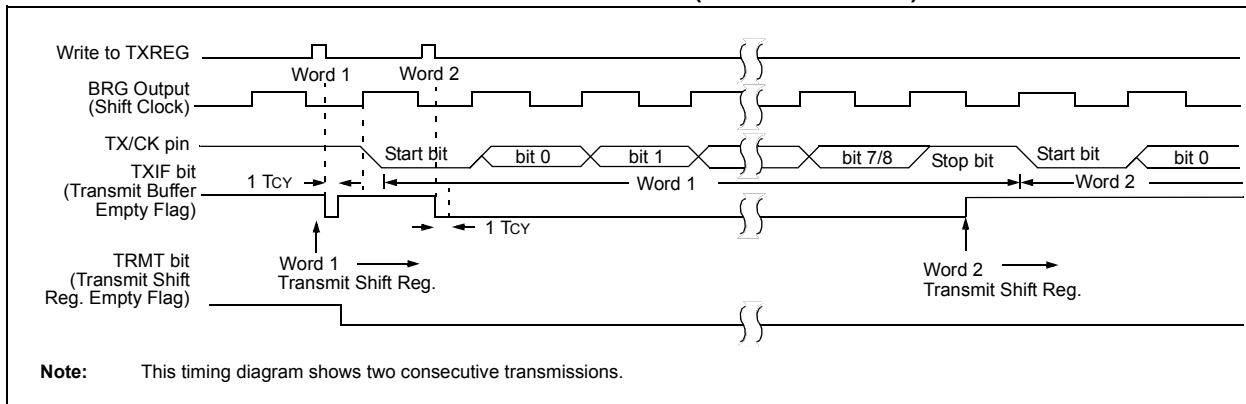 Write to TXREG
Word 1
Word 2
BRG Output
(Shift Clock)
TX/CK pin
Start bit
bit 0
bit 1
bit 7/8
Stop bit
Start bit
bit 0
TXIF bit
(Transmit Buffer
Empty Flag)
1 TCY
Word 1
Word 2
1 TCY
Word 1
Transmit Shift Reg.
Word 2
Transmit Shift Reg.
TRMT bit
(Transmit Shift
Reg. Empty Flag)
Note: This timing diagram shows two consecutive transmissions.